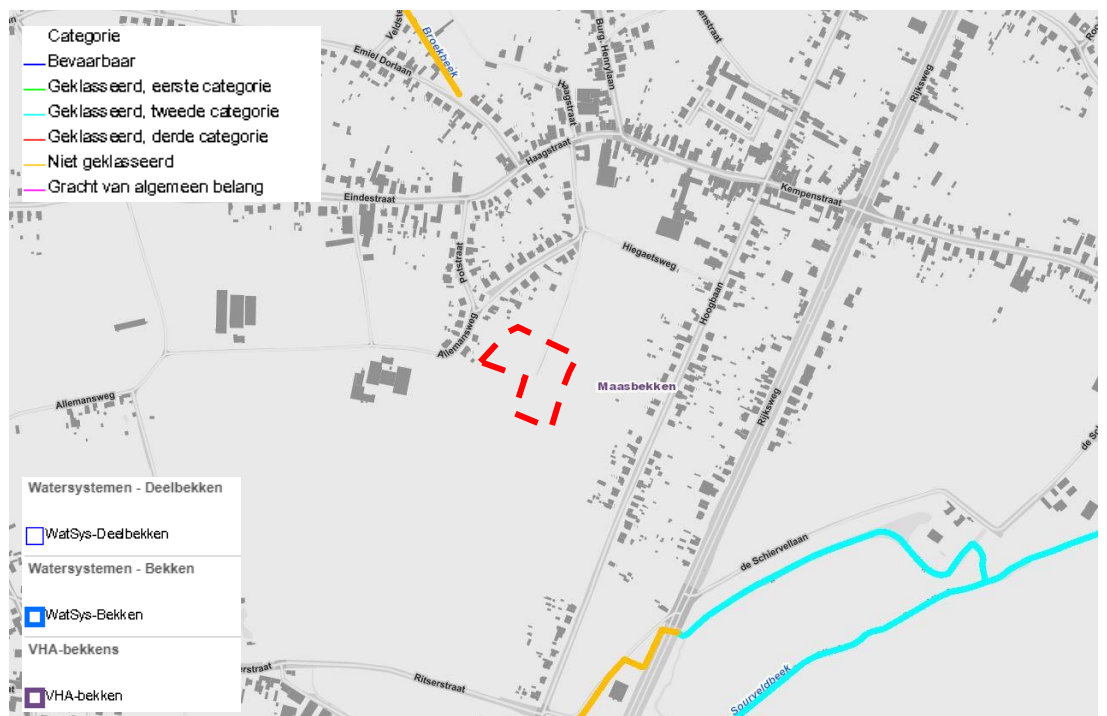 Categorie
Bevaarbaar
Geklasseerd, eerste categorie
Geklasseerd, tweede categorie
Geklasseerd, derde categorie
Niet geklasseerd
Gracht van algemeen belang
Emiel Dorlaan
Broekbeek
Burg. Henrylaan
Haagstraat
Haagstraat
Rijksweg
Kempenstraat
Eindestraat
Polstraat
Hiegaetsweg
Hoogbaan
Allemansweg
Maasbekken
Allemansweg
Rijksweg
Watersystemen - Deelbekken
WatSys-Deelbekken
Watersystemen - Bekken
WatSys-Bekken
VHA-bekkens
VHA-bekken
de Schiervellaan
Ritserstraat
Sourveldbeek